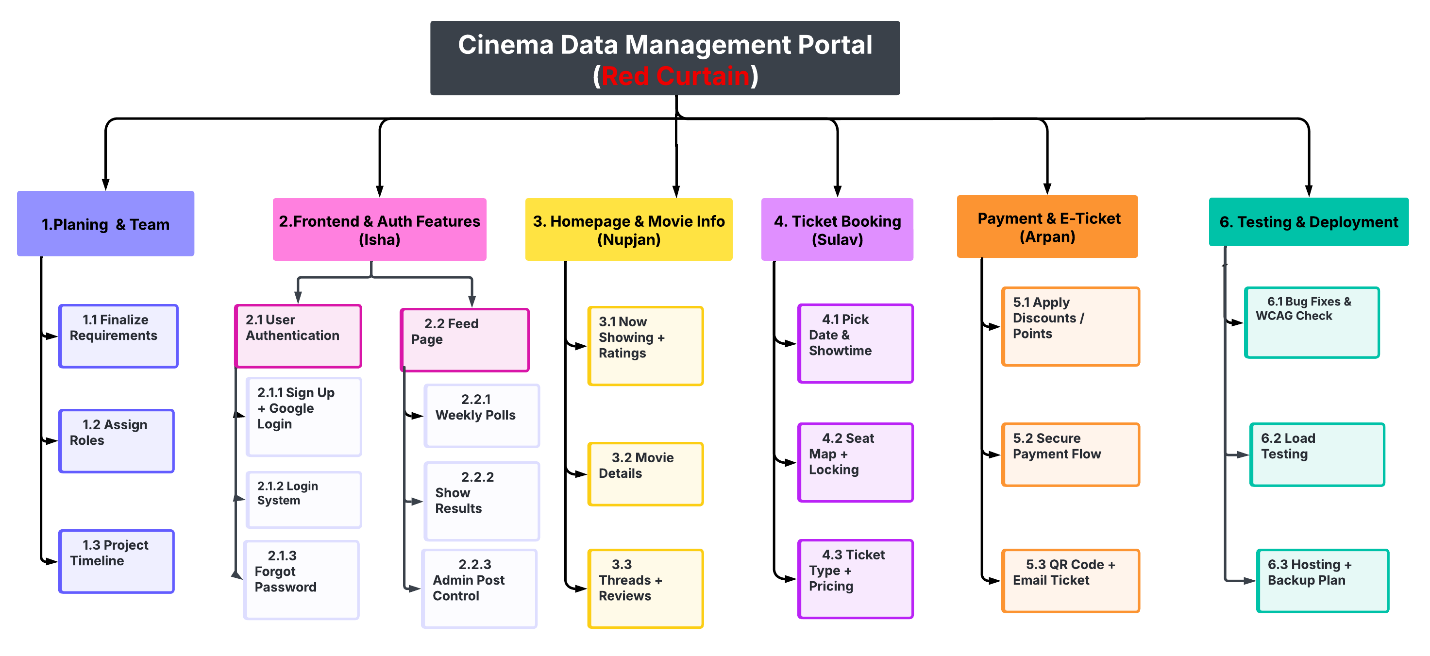 Cinema Data Management Portal
(Red Curtain)
1.Planing & Team
1.1 Finalize
Requirements
1.2 Assign
Roles
1.3 Project
Timeline
2.Frontend & Auth Features
(Isha)
2.1 User
Authentication
2.1.1 Sign Up
+ Google
Login
2.1.2 Login
System
2.1.3
Forgot
Password
2.2 Feed
Page
2.2.1
Weekly Polls
2.2.2
Show
Results
2.2.3
Admin Post
Control
3. Homepage & Movie Info
(Nupjan)
3.1 Now
Showing +
Ratings
3.2 Movie
Details
3.3
Threads +
Reviews
4. Ticket Booking
(Sulav)
4.1 Pick
Date &
Showtime
4.2 Seat
Map +
Locking
4.3 Ticket
Type +
Pricing
Payment & E-Ticket
(Arpan)
5.1 Apply
Discounts /
Points
5.2 Secure
Payment Flow
5.3 QR Code +
Email Ticket
6. Testing & Deployment
6.1 Bug Fixes &
WCAG Check
6.2 Load
Testing
6.3 Hosting +
Backup Plan